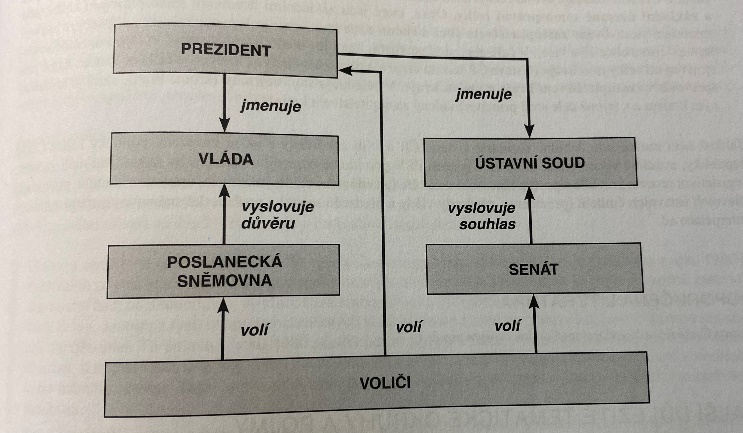 PREZIDENT
jmenuje
jmenuje
VLÁDA
ÚSTAVNÍ SOUD
vyslovuje
důvěru
vyslovuje
souhlas
POSLANECKÁ
SNĚMOVNA
SENÁT
volí
volí
volí
VOLIČI